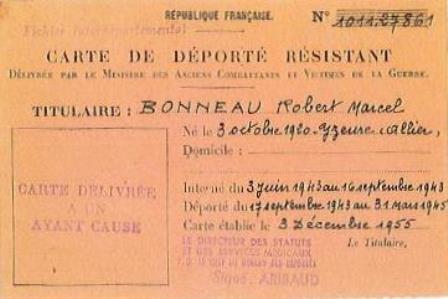 RÉPUBLIQUE FRANÇAISE. N° 1011.27861
Fichier interdépartemental
CARTE DE DÉPORTÉ RÉSISTANT
DÉLIVRÉE PAR LE MINISTÈRE DES ANCIENS COMBATTANTS ET VICTIMES DE LA GUERRE.
TITULAIRE : BONNEAU Robert Marcel
Né le 3 octobre 1920 - Yzeure (Allier)
Domicile :
Interné du 3 juin 1943 au 16 septembre 1943
Déporté du 17 septembre 1943 au 31 mars 1945
Carte établie le 3 Décembre 1955
CARTE DÉLIVRÉE
A UN
AYANT CAUSE
LE DIRECTEUR DES STATUTS
ET DES SERVICES MÉDICAUX
Le Titulaire,
Signé: ARIBAUD